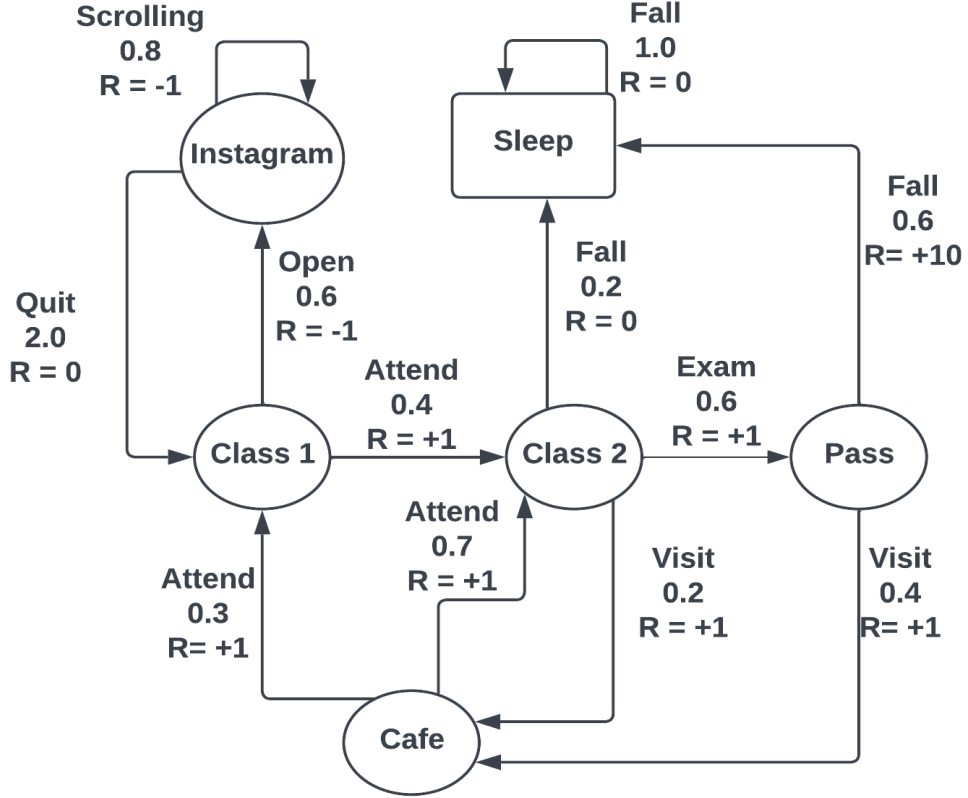 Scrolling
0.8
R = -1
Fall
1.0
R = 0
Instagram
Sleep
Fall
0.6
R= +10
Open
0.6
R = -1
Fall
0.2
R = 0
Quit
2.0
R = 0
Attend
0.4
R = +1
Exam
0.6
R = +1
Class 1
Class 2
Pass
Attend
0.7
R = +1
Attend
0.3
R= +1
Visit
0.2
R = +1
Visit
0.4
R= +1
Cafe